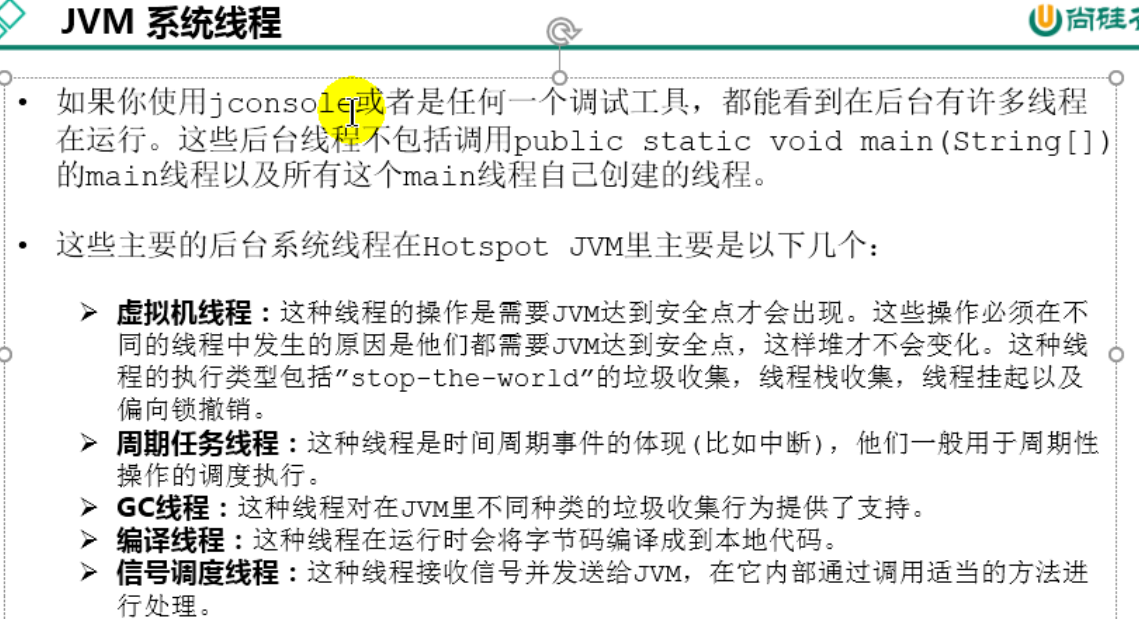 JVM 系统线程
尚硅
• 如果你使用jconsole或者是任何一个调试工具，都能看到在后台有许多线程
在运行。这些后台线程不包括调用public static void main(String[])
的main线程以及所有这个main线程自己创建的线程。
• 这些主要的后台系统线程在Hotspot JVM里主要是以下几个：
➢ 虚拟机线程：这种线程的操作是需要JVM达到安全点才会出现。这些操作必须在不
同的线程中发生的原因是他们都需要JVM达到安全点，这样堆才不会变化。这种线
程的执行类型包括"stop-the-world"的垃圾收集，线程栈收集，线程挂起以及
偏向锁撤销。
➢ 周期任务线程：这种线程是时间周期事件的体现(比如中断)，他们一般用于周期性
操作的调度执行。
➢ GC线程：这种线程对在JVM里不同种类的垃圾收集行为提供了支持。
➢ 编译线程：这种线程在运行时会将字节码编译成到本地代码。
➢ 信号调度线程：这种线程接收信号并发送给JVM，在它内部通过调用适当的方法进
行处理。